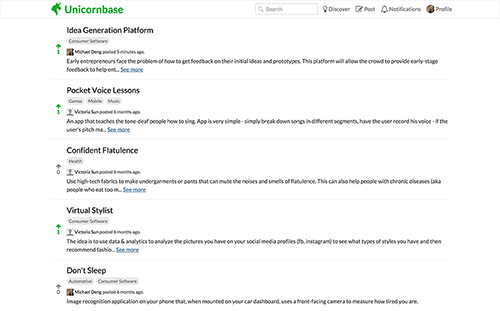 Unicornbase
Search
Discover
Post
Notifications
Profile
Idea Generation Platform
Consumer Software
1
Michael Deng posted 5 minutes ago.
Early entrepreneurs face the problem of how to get feedback on their initial ideas and prototypes. This platform will allow the crowd to provide early-stage
feedback to help ent... See more
Pocket Voice Lessons
Games Mobile Music
1
Victoria Sun posted 6 months ago.
An app that teaches the tone-deaf people how to sing. App is very simple - simply break down songs in different segments, have the user record his voice - if the
user's pitch ma... See more
Confident Flatulence
Health
0
Victoria Sun posted 6 months ago.
Use high-tech fabrics to make undergarments or pants that can mute the noises and smells of flatulence. This can also help people with chronic diseases (aka
people who eat too m... See more
Virtual Stylist
Consumer Software
1
Victoria Sun posted 6 months ago.
The idea is to use data & analytics to analyze the pictures you have on your social media profiles (fb, instagram) to see what types of styles you have and then
recommend fashio... See more
Don't Sleep
Automotive Consumer Software
0
Michael Deng posted 6 months ago.
Image recognition application on your phone that, when mounted on your car dashboard, uses a front-facing camera to measure how tired you are.